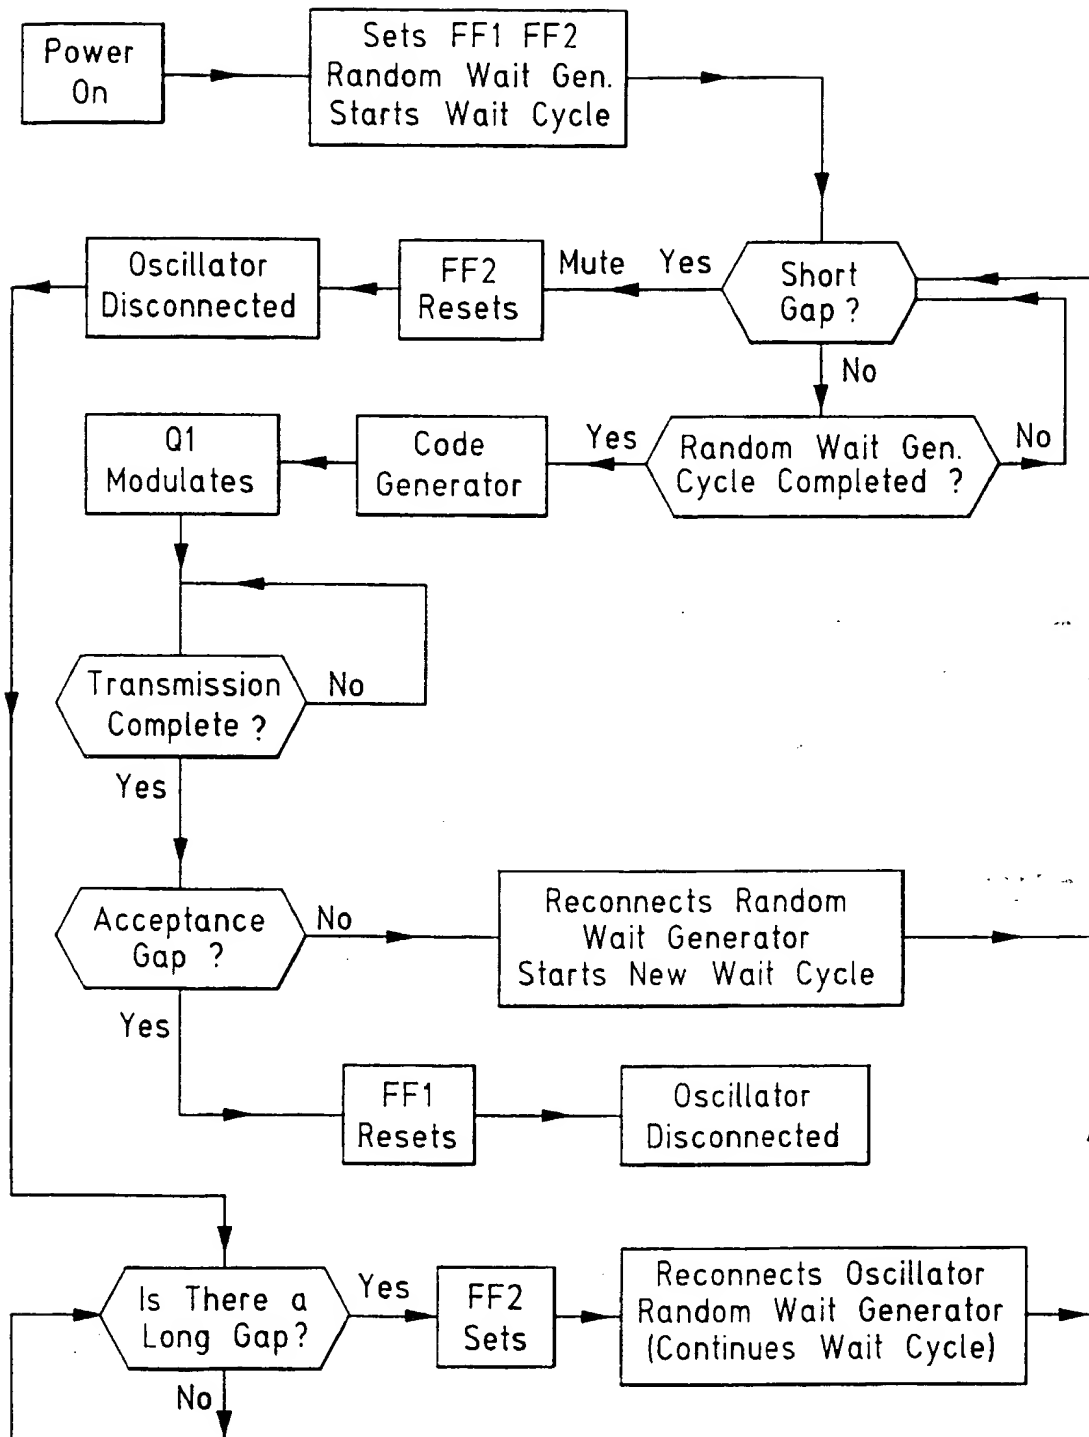 Power
On
Sets FF1 FF2
Random Wait Gen.
Starts Wait Cycle
Short
Gap ?
Yes
Mute
FF2
Resets
Oscillator
Disconnected
No
Random Wait Gen.
Cycle Completed ?
No
Yes
Code
Generator
Q1
Modulates
Transmission
Complete ?
No
Yes
Acceptance
Gap ?
No
Reconnects Random
Wait Generator
Starts New Wait Cycle
Yes
FF1
Resets
Oscillator
Disconnected
Is There a
Long Gap?
Yes
FF2
Sets
Reconnects Oscillator
Random Wait Generator
(Continues Wait Cycle)
No